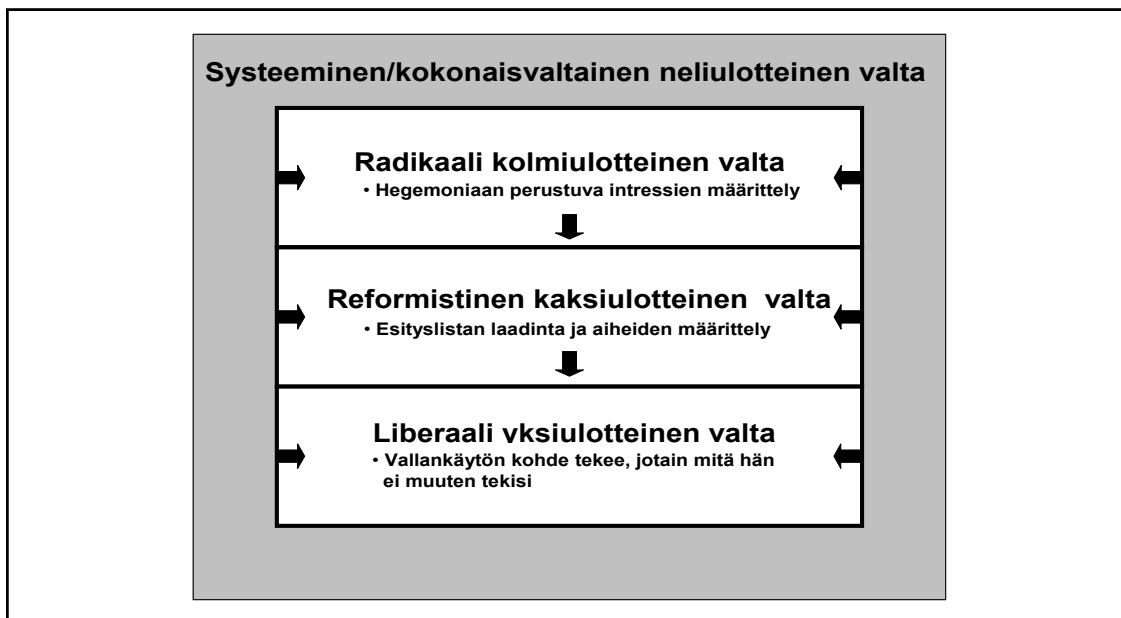 Systeeminen/kokonaisvaltainen neliulotteinen valta
Radikaali kolmiulotteinen valta
• Hegemoniaan perustuva intressien määrittely
Reformistinen kaksiulotteinen valta
• Esityslistan laadinta ja aiheiden määrittely
Liberaali yksiulotteinen valta
• Vallankäytön kohde tekee, jotain mitä hän
ei muuten tekisi